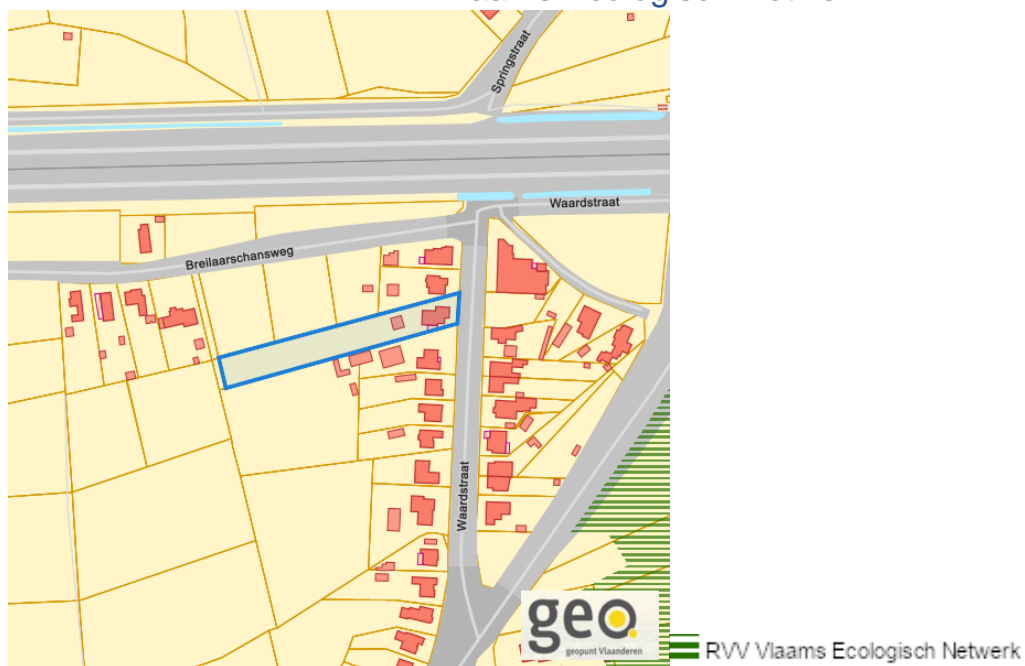 Springstraat
Waardstraat
Breilaarschansweg
Waardstraat
geo.
geopunt Vlaanderen
RVV Vlaams Ecologisch Netwerk